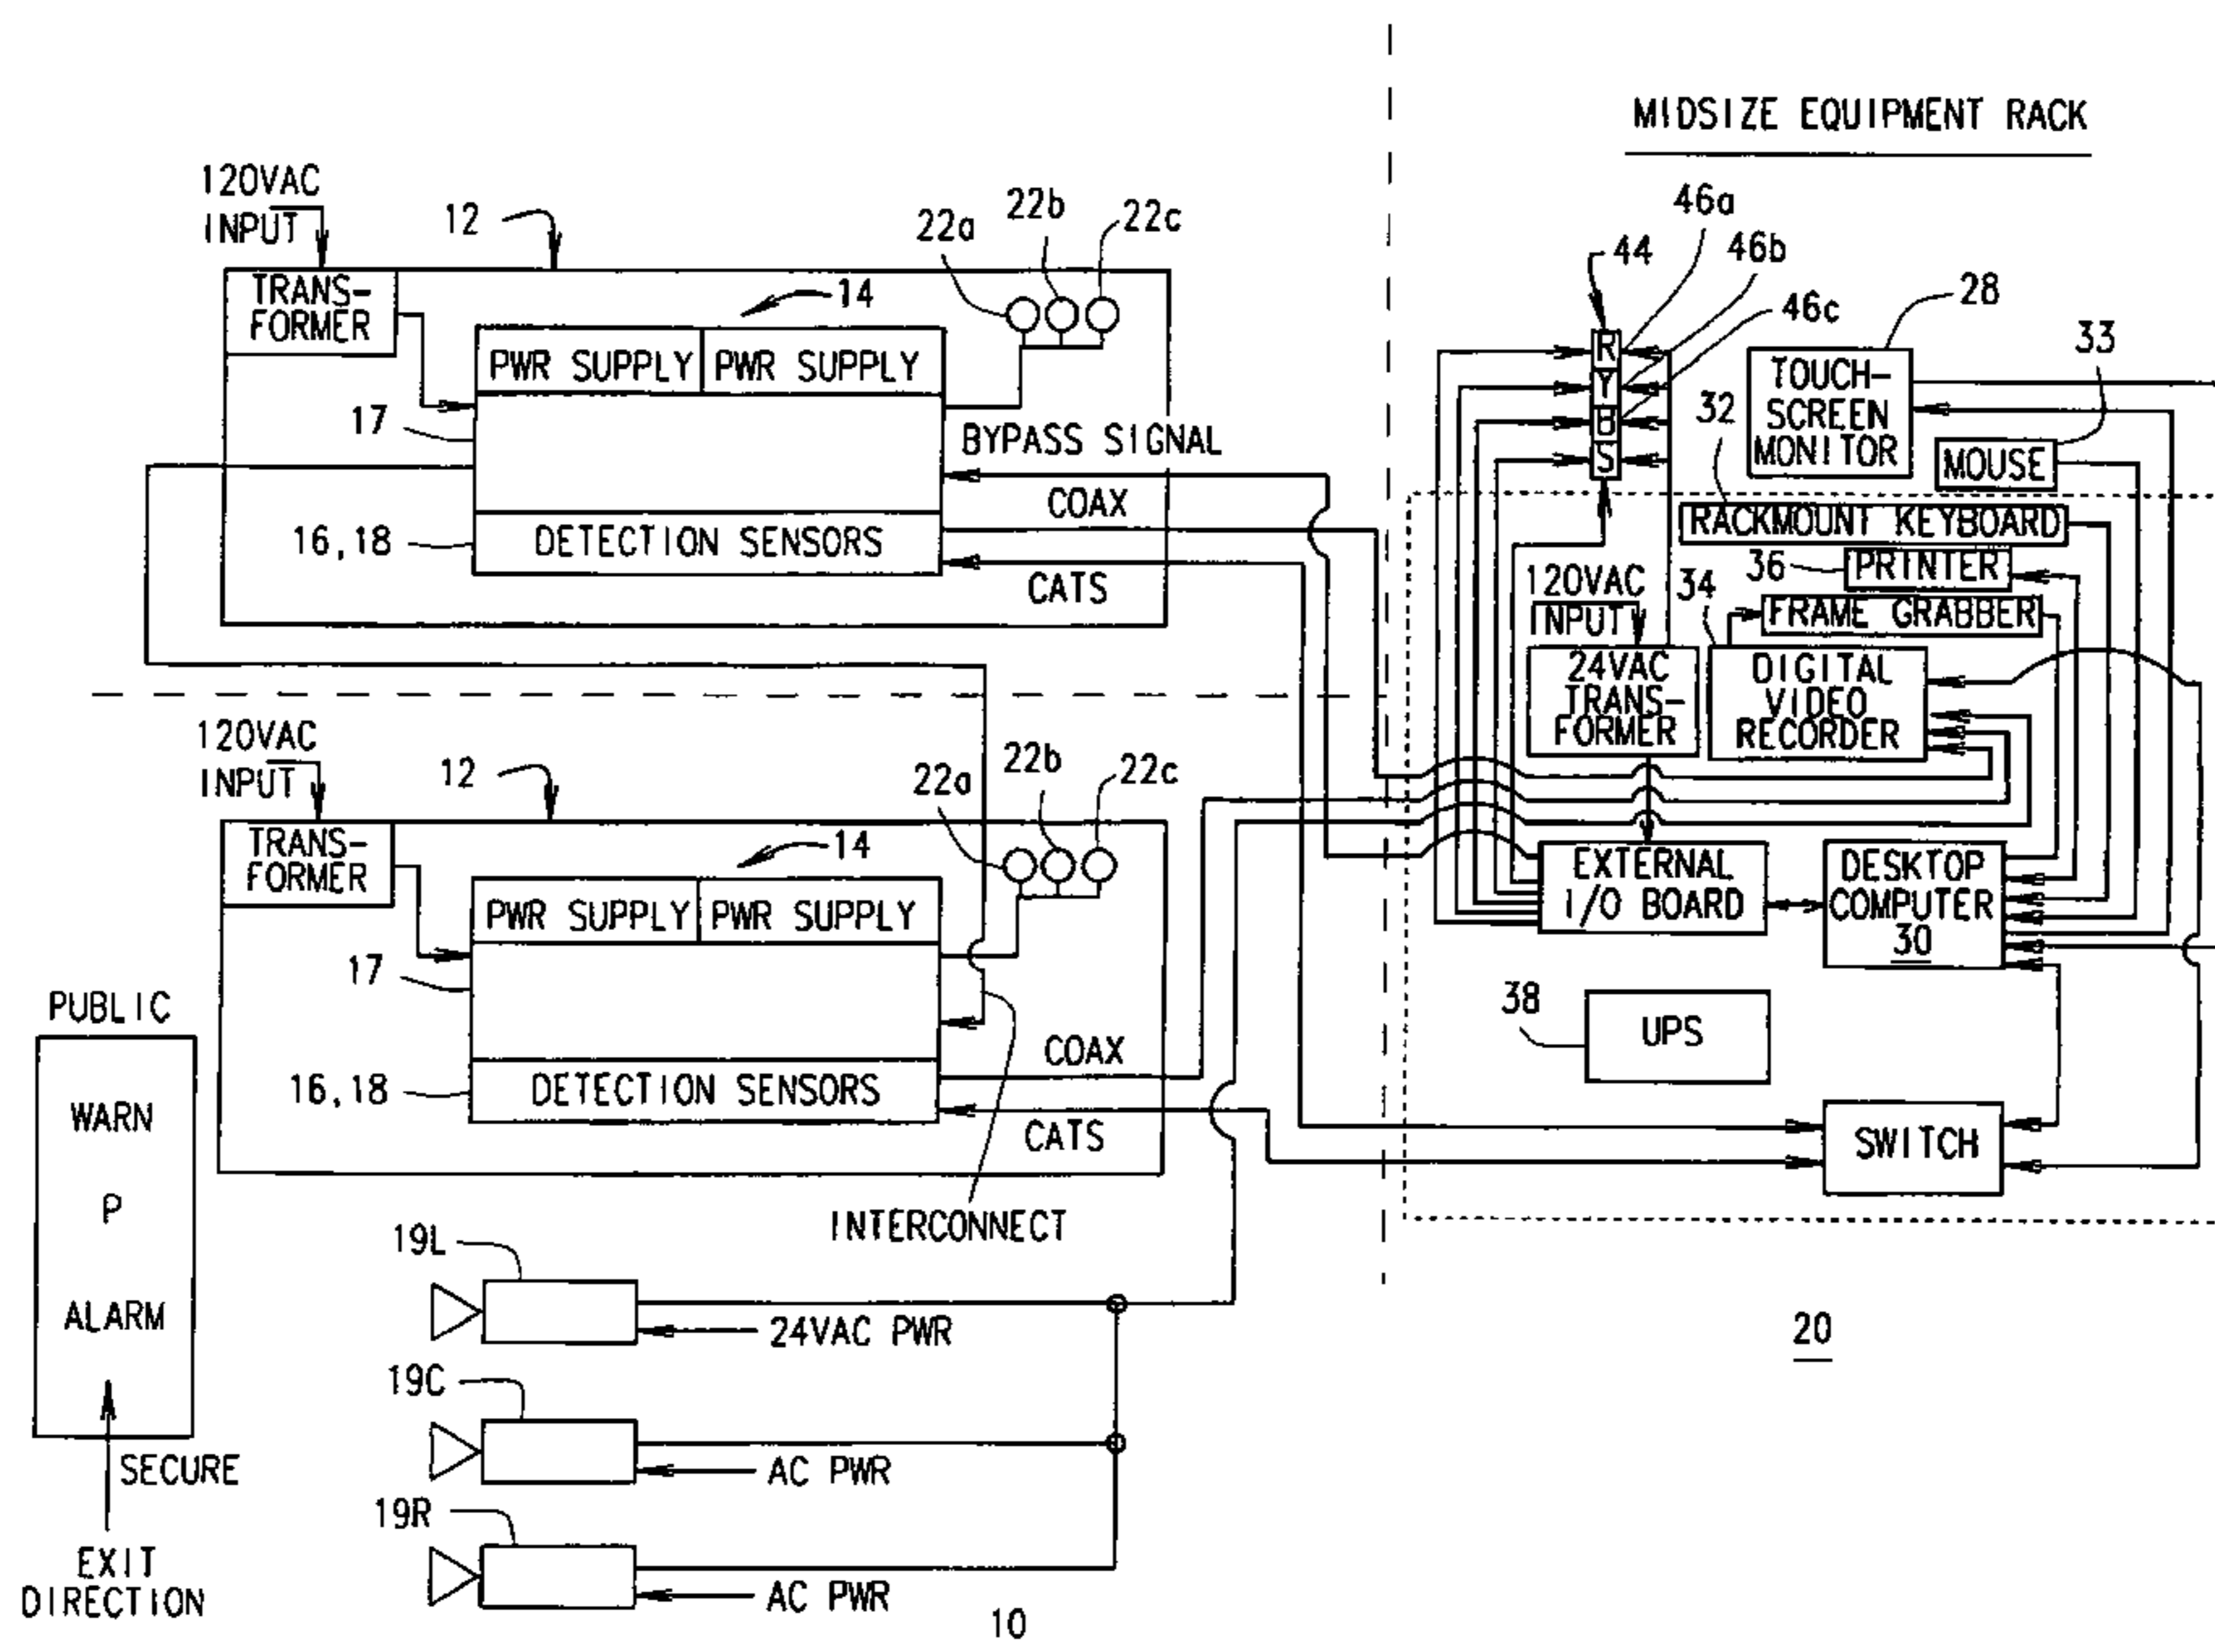 MIDSIZE EQUIPMENT RACK
120VAC
INPUT
12
22a
22b
22c
TRANS-
FORMER
14
PWR SUPPLY
PWR SUPPLY
17
BYPASS SIGNAL
COAX
16,18
DETECTION SENSORS
CATS
120VAC
INPUT
12
22a
22b
22c
TRANS-
FORMER
14
PWR SUPPLY
PWR SUPPLY
17
COAX
16,18
DETECTION SENSORS
CATS
INTERCONNECT
PUBLIC
WARN
P
ALARM
SECURE
EXIT
DIRECTION
19L
24VAC PWR
19C
AC PWR
19R
AC PWR
10
44
46a
46b
46c
R
Y
B
S
28
TOUCH-
SCREEN
MONITOR
33
MOUSE
32
RACKMOUNT KEYBOARD
36
PRINTER
34
FRAME GRABBER
120VAC
INPUT
24VAC
TRANS-
FORMER
DIGITAL
VIDEO
RECORDER
EXTERNAL
I/O BOARD
DESKTOP
COMPUTER
30
38
UPS
SWITCH
20